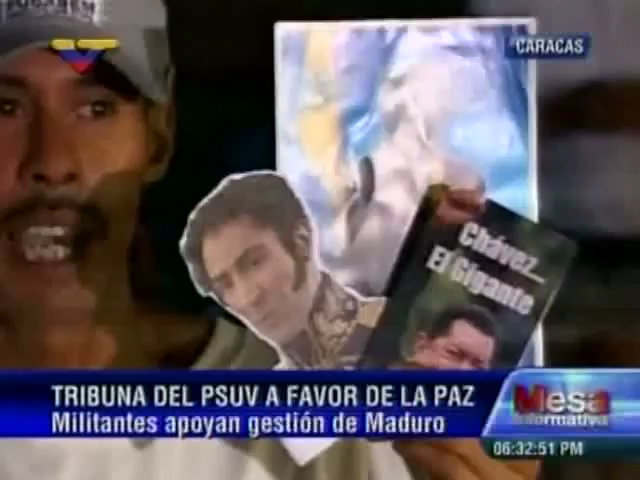 CARACAS
Chávez...
El Gigante
TRIBUNA DEL PSUV A FAVOR DE LA PAZ
Militantes apoyan gestión de Maduro
Mesa
Informativa
06:32:51 PM